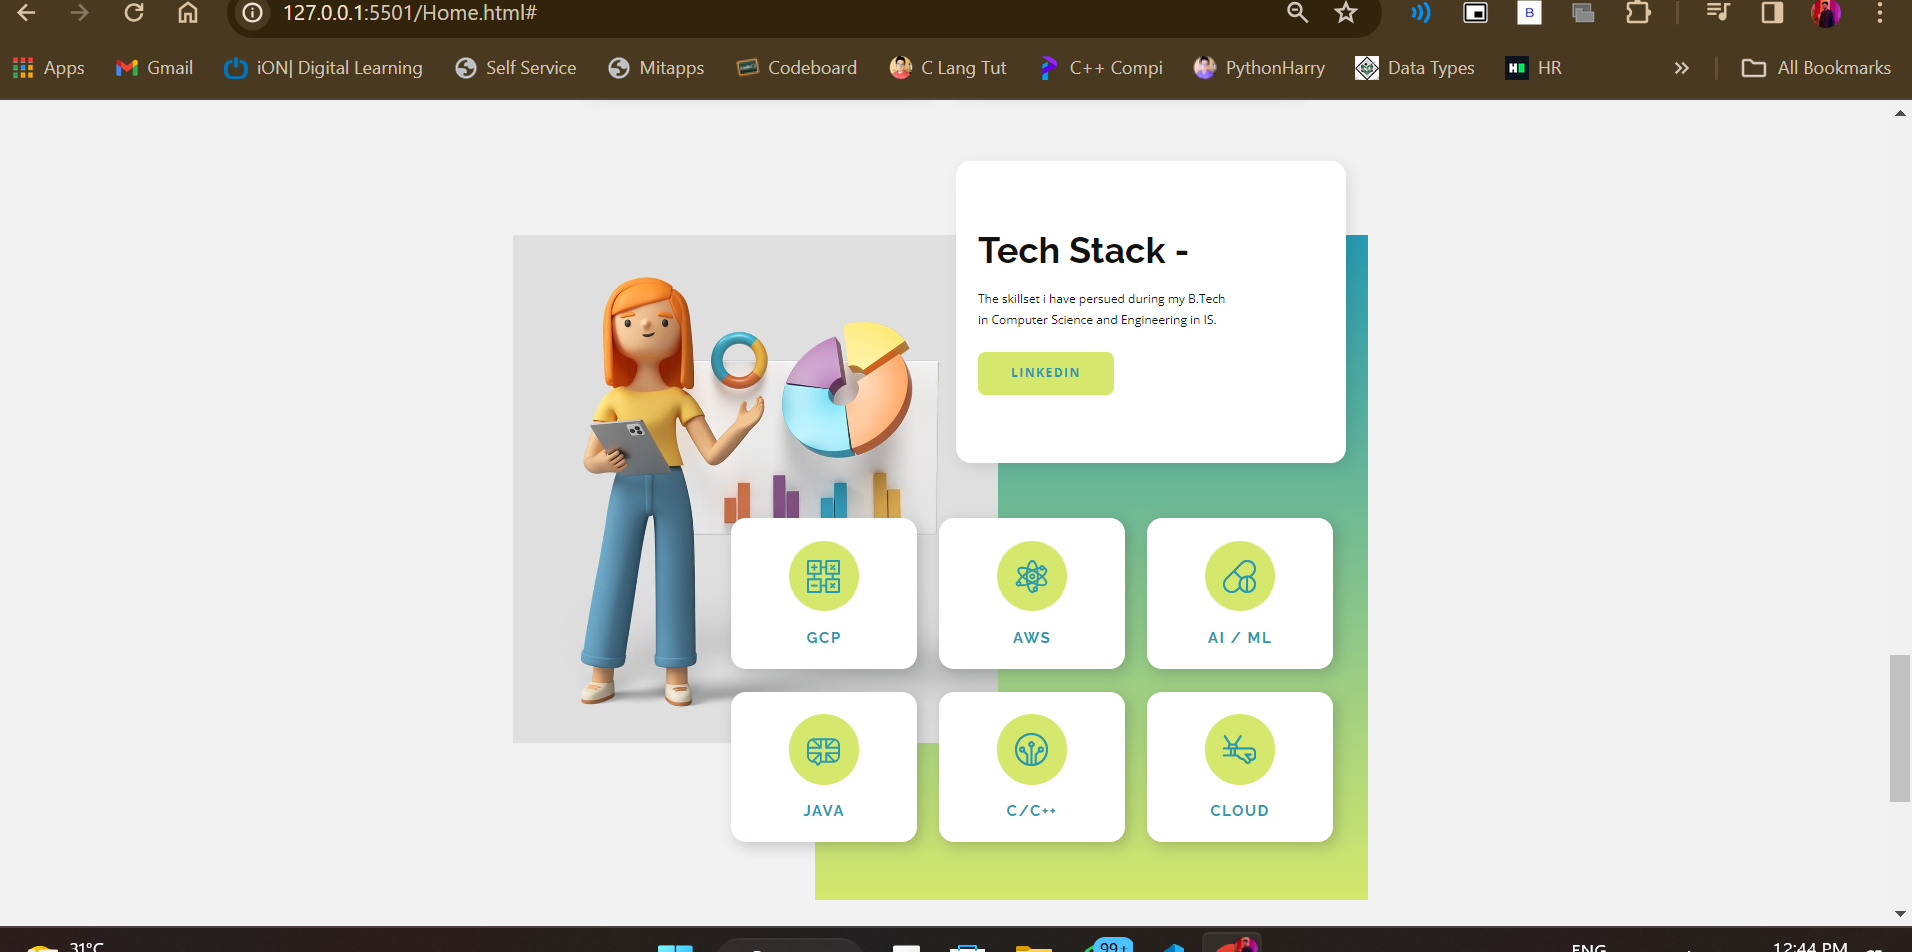 127.0.0.1:5501/Home.html#
B
Apps
Gmail
iON| Digital Learning
Self Service
Mitapps
Codeboard
C Lang Tut
C++ Compi
PythonHarry
Data Types
HR
All Bookmarks
Tech Stack -
The skillset i have persued during my B.Tech
in Computer Science and Engineering in IS.
LINKEDIN
GCP
AWS
AI / ML
JAVA
C/C++
CLOUD
31°C
99+
ENG
12:44 PM